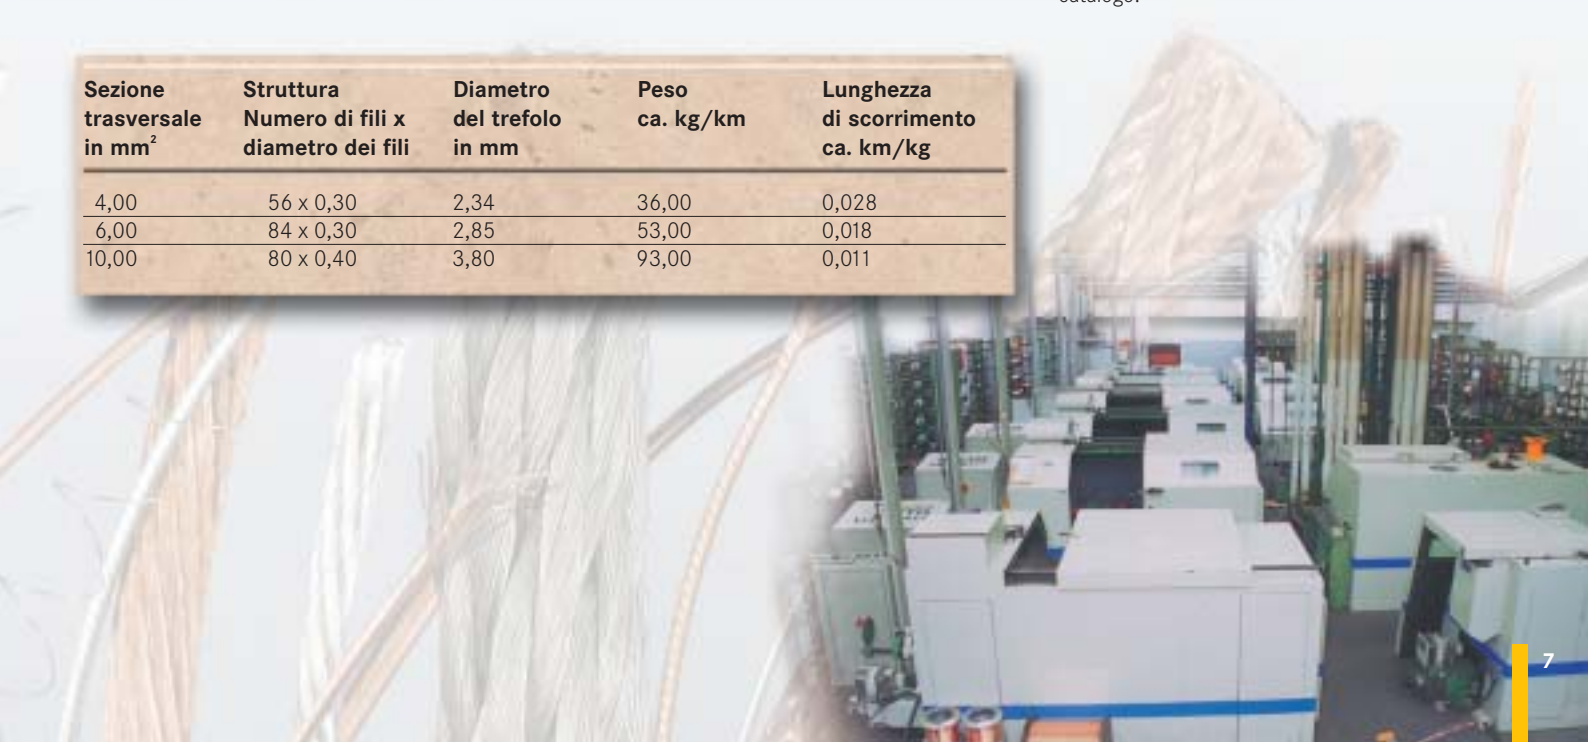 catalogo.
Sezione Struttura Diametro Peso Lunghezza
trasversale Numero di fili x del trefolo ca. kg/km di scorrimento
in mm² diametro dei fili in mm ca. km/kg
4,00 56 x 0,30 2,34 36,00 0,028
6,00 84 x 0,30 2,85 53,00 0,018
10,00 80 x 0,40 3,80 93,00 0,011
7